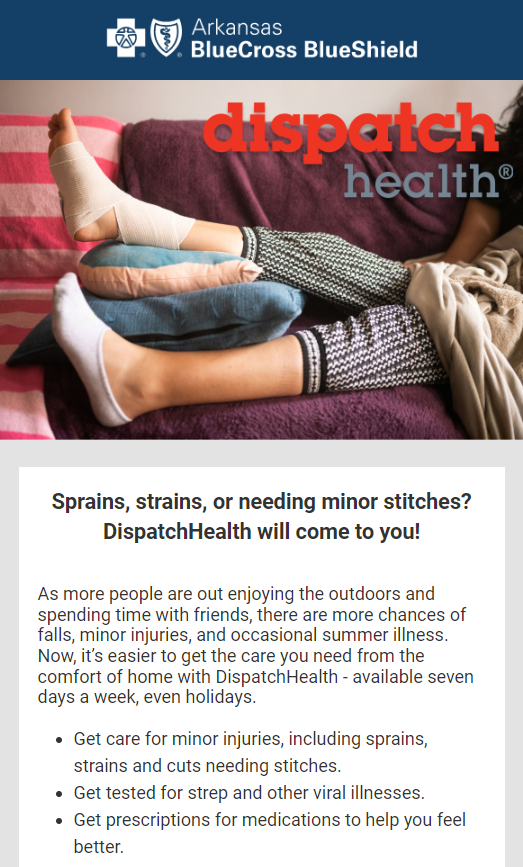 Arkansas
BlueCross BlueShield
dispatch
health®
Sprains, strains, or needing minor stitches?
DispatchHealth will come to you!
As more people are out enjoying the outdoors and
spending time with friends, there are more chances of
falls, minor injuries, and occasional summer illness.
Now, it’s easier to get the care you need from the
comfort of home with DispatchHealth - available seven
days a week, even holidays.
• Get care for minor injuries, including sprains,
strains and cuts needing stitches.
• Get tested for strep and other viral illnesses.
• Get prescriptions for medications to help you feel
better.